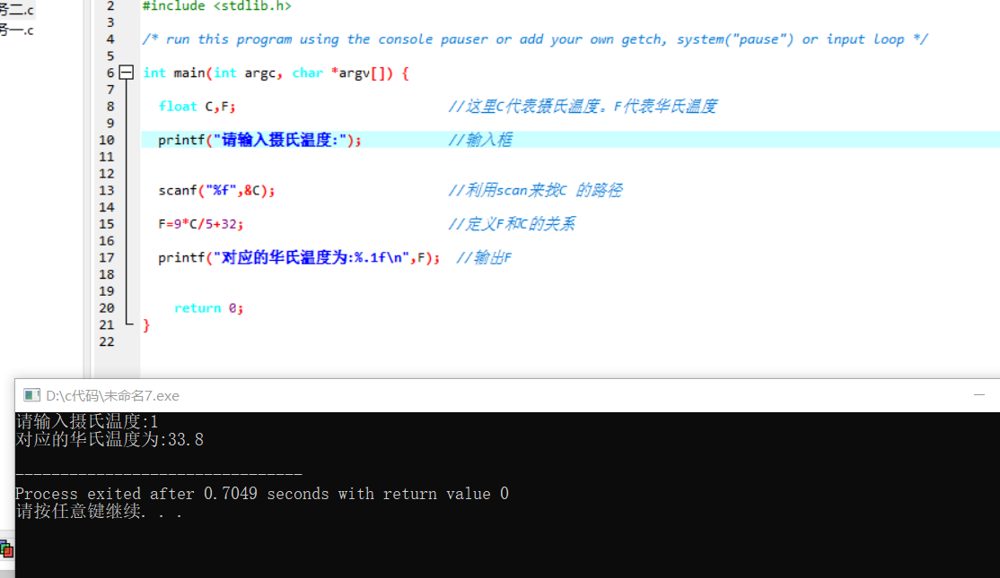 务二.c
务一.c
2 #include <stdlib.h>
3
4 /* run this program using the console pauser or add your own getch, system("pause") or input loop */
5
6 int main(int argc, char *argv[]) {
7
8 float C,F; //这里C代表摄氏温度。F代表华氏温度
9
10 printf("请输入摄氏温度:"); //输入框
11
12
13 scanf("%f",&C); //利用scan来找C 的路径
14
15 F=9*C/5+32; //定义F和C的关系
16
17 printf("对应的华氏温度为:%.1f\n",F); //输出F
18
19
20 return 0;
21 }
22
D:\c代码\未命名7.exe
请输入摄氏温度:1
对应的华氏温度为:33.8
--------------------------------
Process exited after 0.7049 seconds with return value 0
请按任意键继续. . .